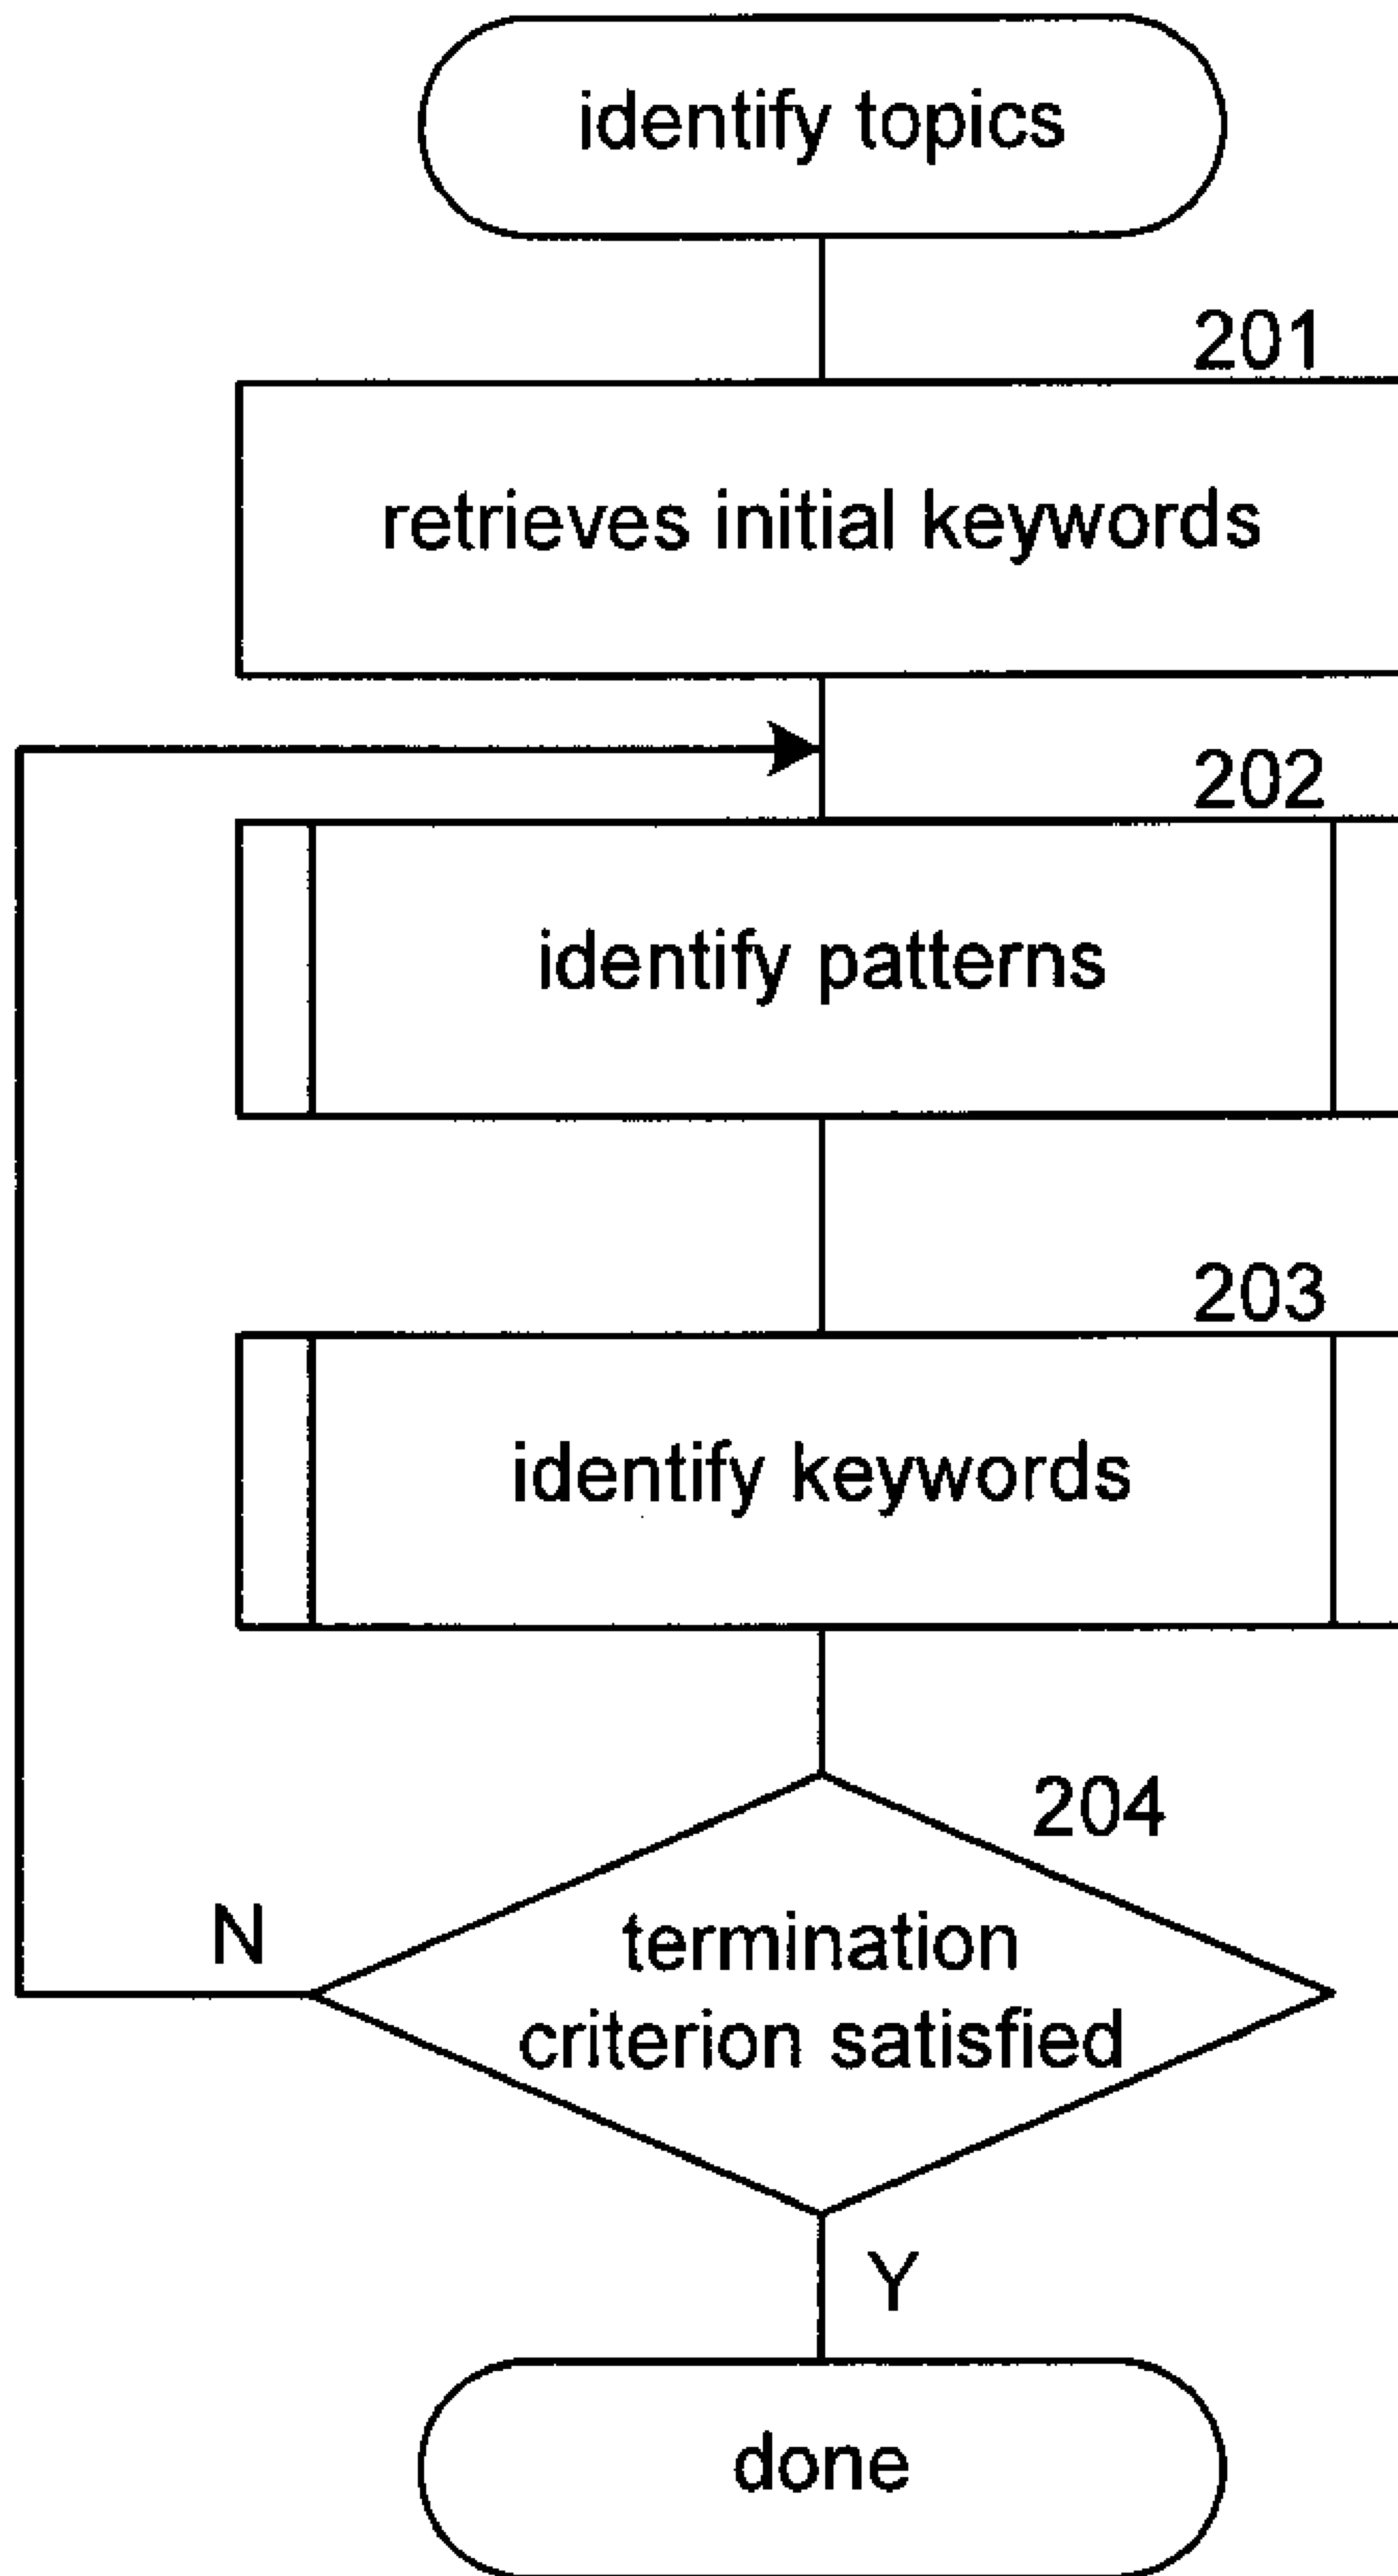 identify topics
201
retrieves initial keywords
202
identify patterns
203
identify keywords
204
N
termination
criterion satisfied
Y
done